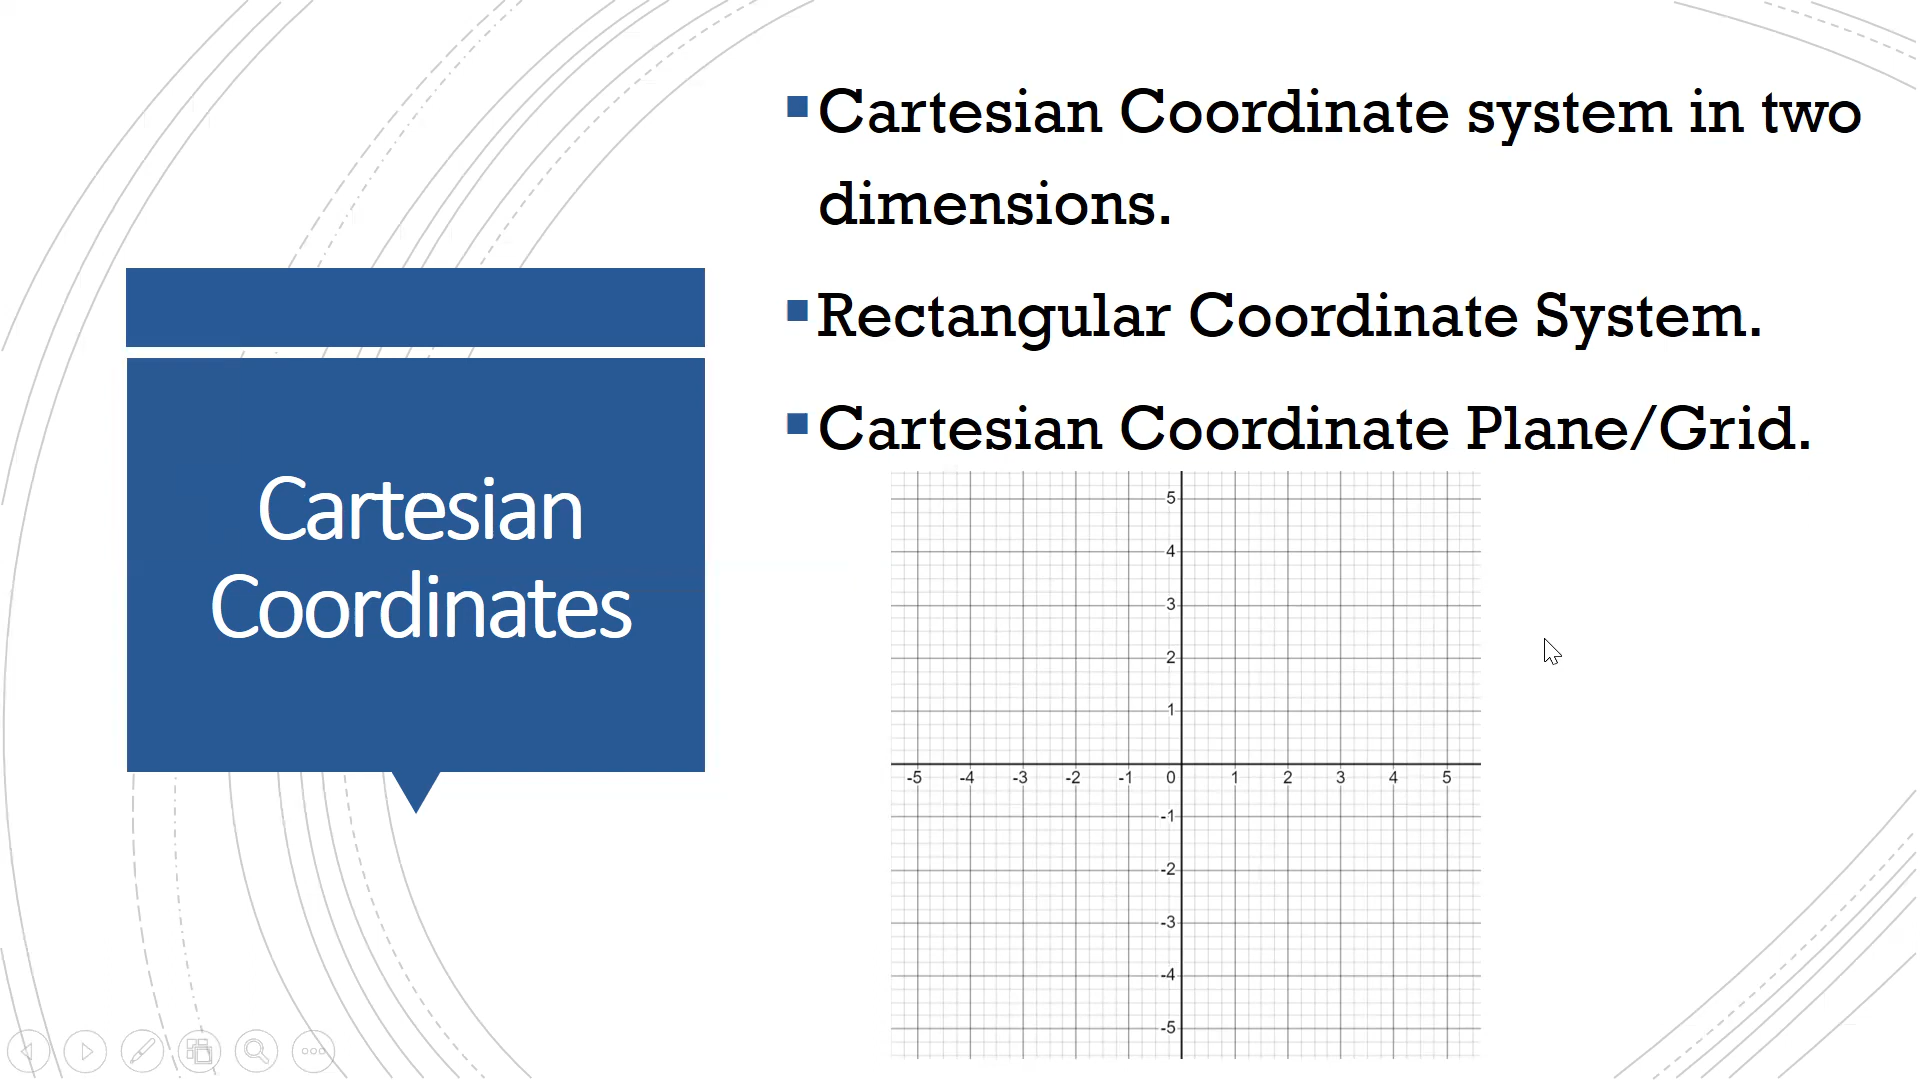 Cartesian Coordinate system in two
dimensions.
Rectangular Coordinate System.
Cartesian Coordinate Plane/Grid.
Cartesian
Coordinates
5
4
3
2
1
-5 -4 -3 -2 -1 0 1 2 3 4 5
-1
-2
-3
-4
-5